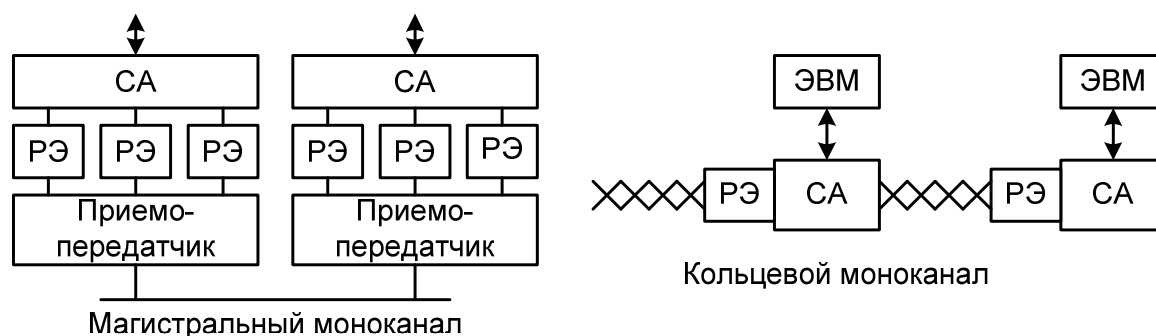 СА
РЭ РЭ РЭ
Приемо-
передатчик
СА
РЭ РЭ РЭ
Приемо-
передатчик
Магистральный моноканал
ЭВМ
ЭВМ
РЭ СА
РЭ СА
Кольцевой моноканал